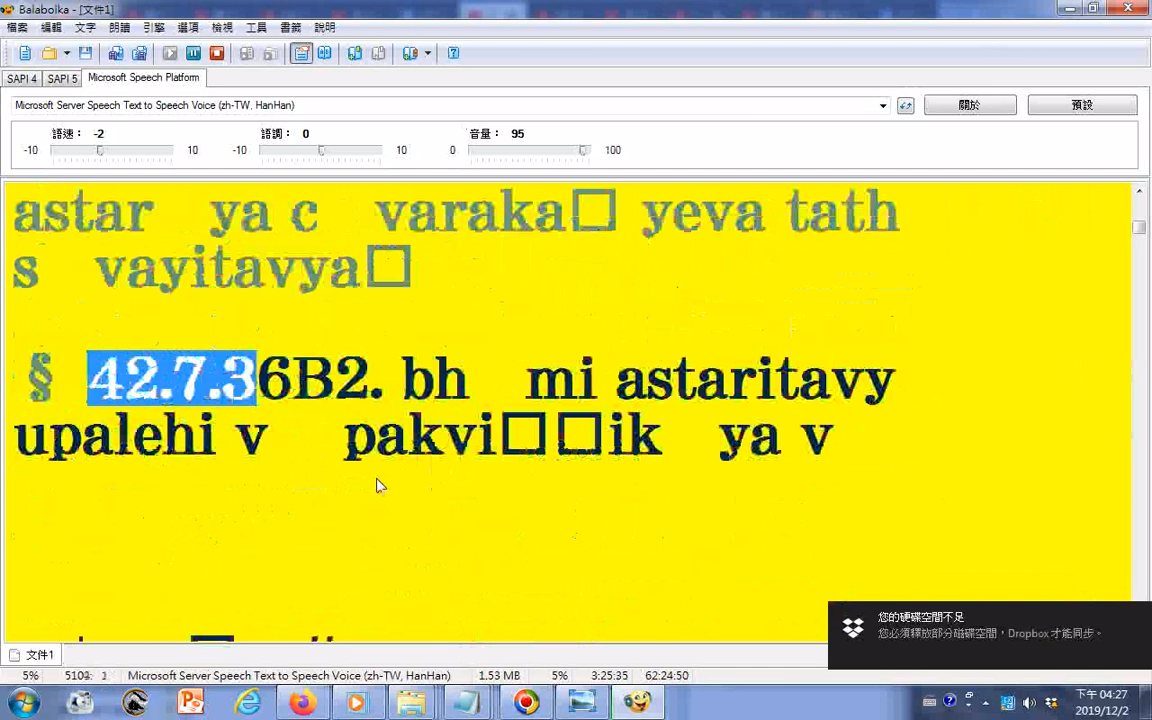 Balabolka - [文件1]
檔案 編輯 文字 朗讀 引擎 選項 檢視 工具 書籤 說明
SAPI 4 SAPI 5 Microsoft Speech Platform
Microsoft Server Speech Text to Speech Voice (zh-TW, HanHan) 關於 預設
語速： -2 語調： 0 音量： 95
-10 10 -10 10 0 100
astar ya c varaka□ yeva tath
s vayitavya□
§ 42.7.36B2. bh mi astaritavy
upalehi v pakvi□□ik ya v
您的硬碟空間不足
您必須釋放部分磁碟空間，Dropbox 才能同步。
文件1
5% Microsoft Server Speech Text to Speech Voice (zh-TW, HanHan) 1.53 MB 5% 3:25:35 62:24:50
下午 04:27
2019/12/2